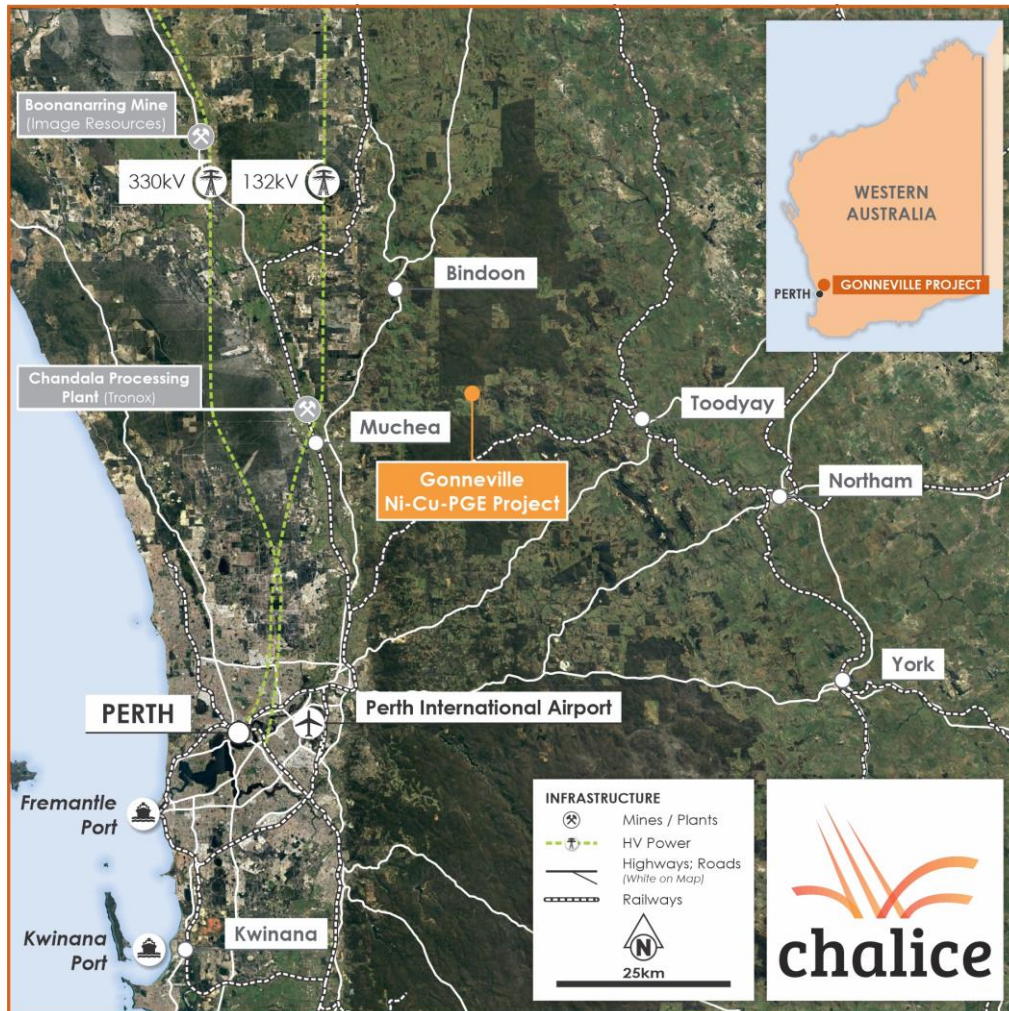 Boonanarring Mine
(Image Resources)
330kV
132kV
Bindoon
WESTERN
AUSTRALIA
PERTH
GONNEVILLE PROJECT
Chandala Processing
Plant (Tronox)
Muchea
Toodyay
Gonneville
Ni-Cu-PGE Project
Northam
York
PERTH
Perth International Airport
Fremantle
Port
Kwinana
Port
Kwinana
INFRASTRUCTURE
Mines / Plants
HV Power
Highways; Roads
(White on Map)
Railways
N
25km
chalice